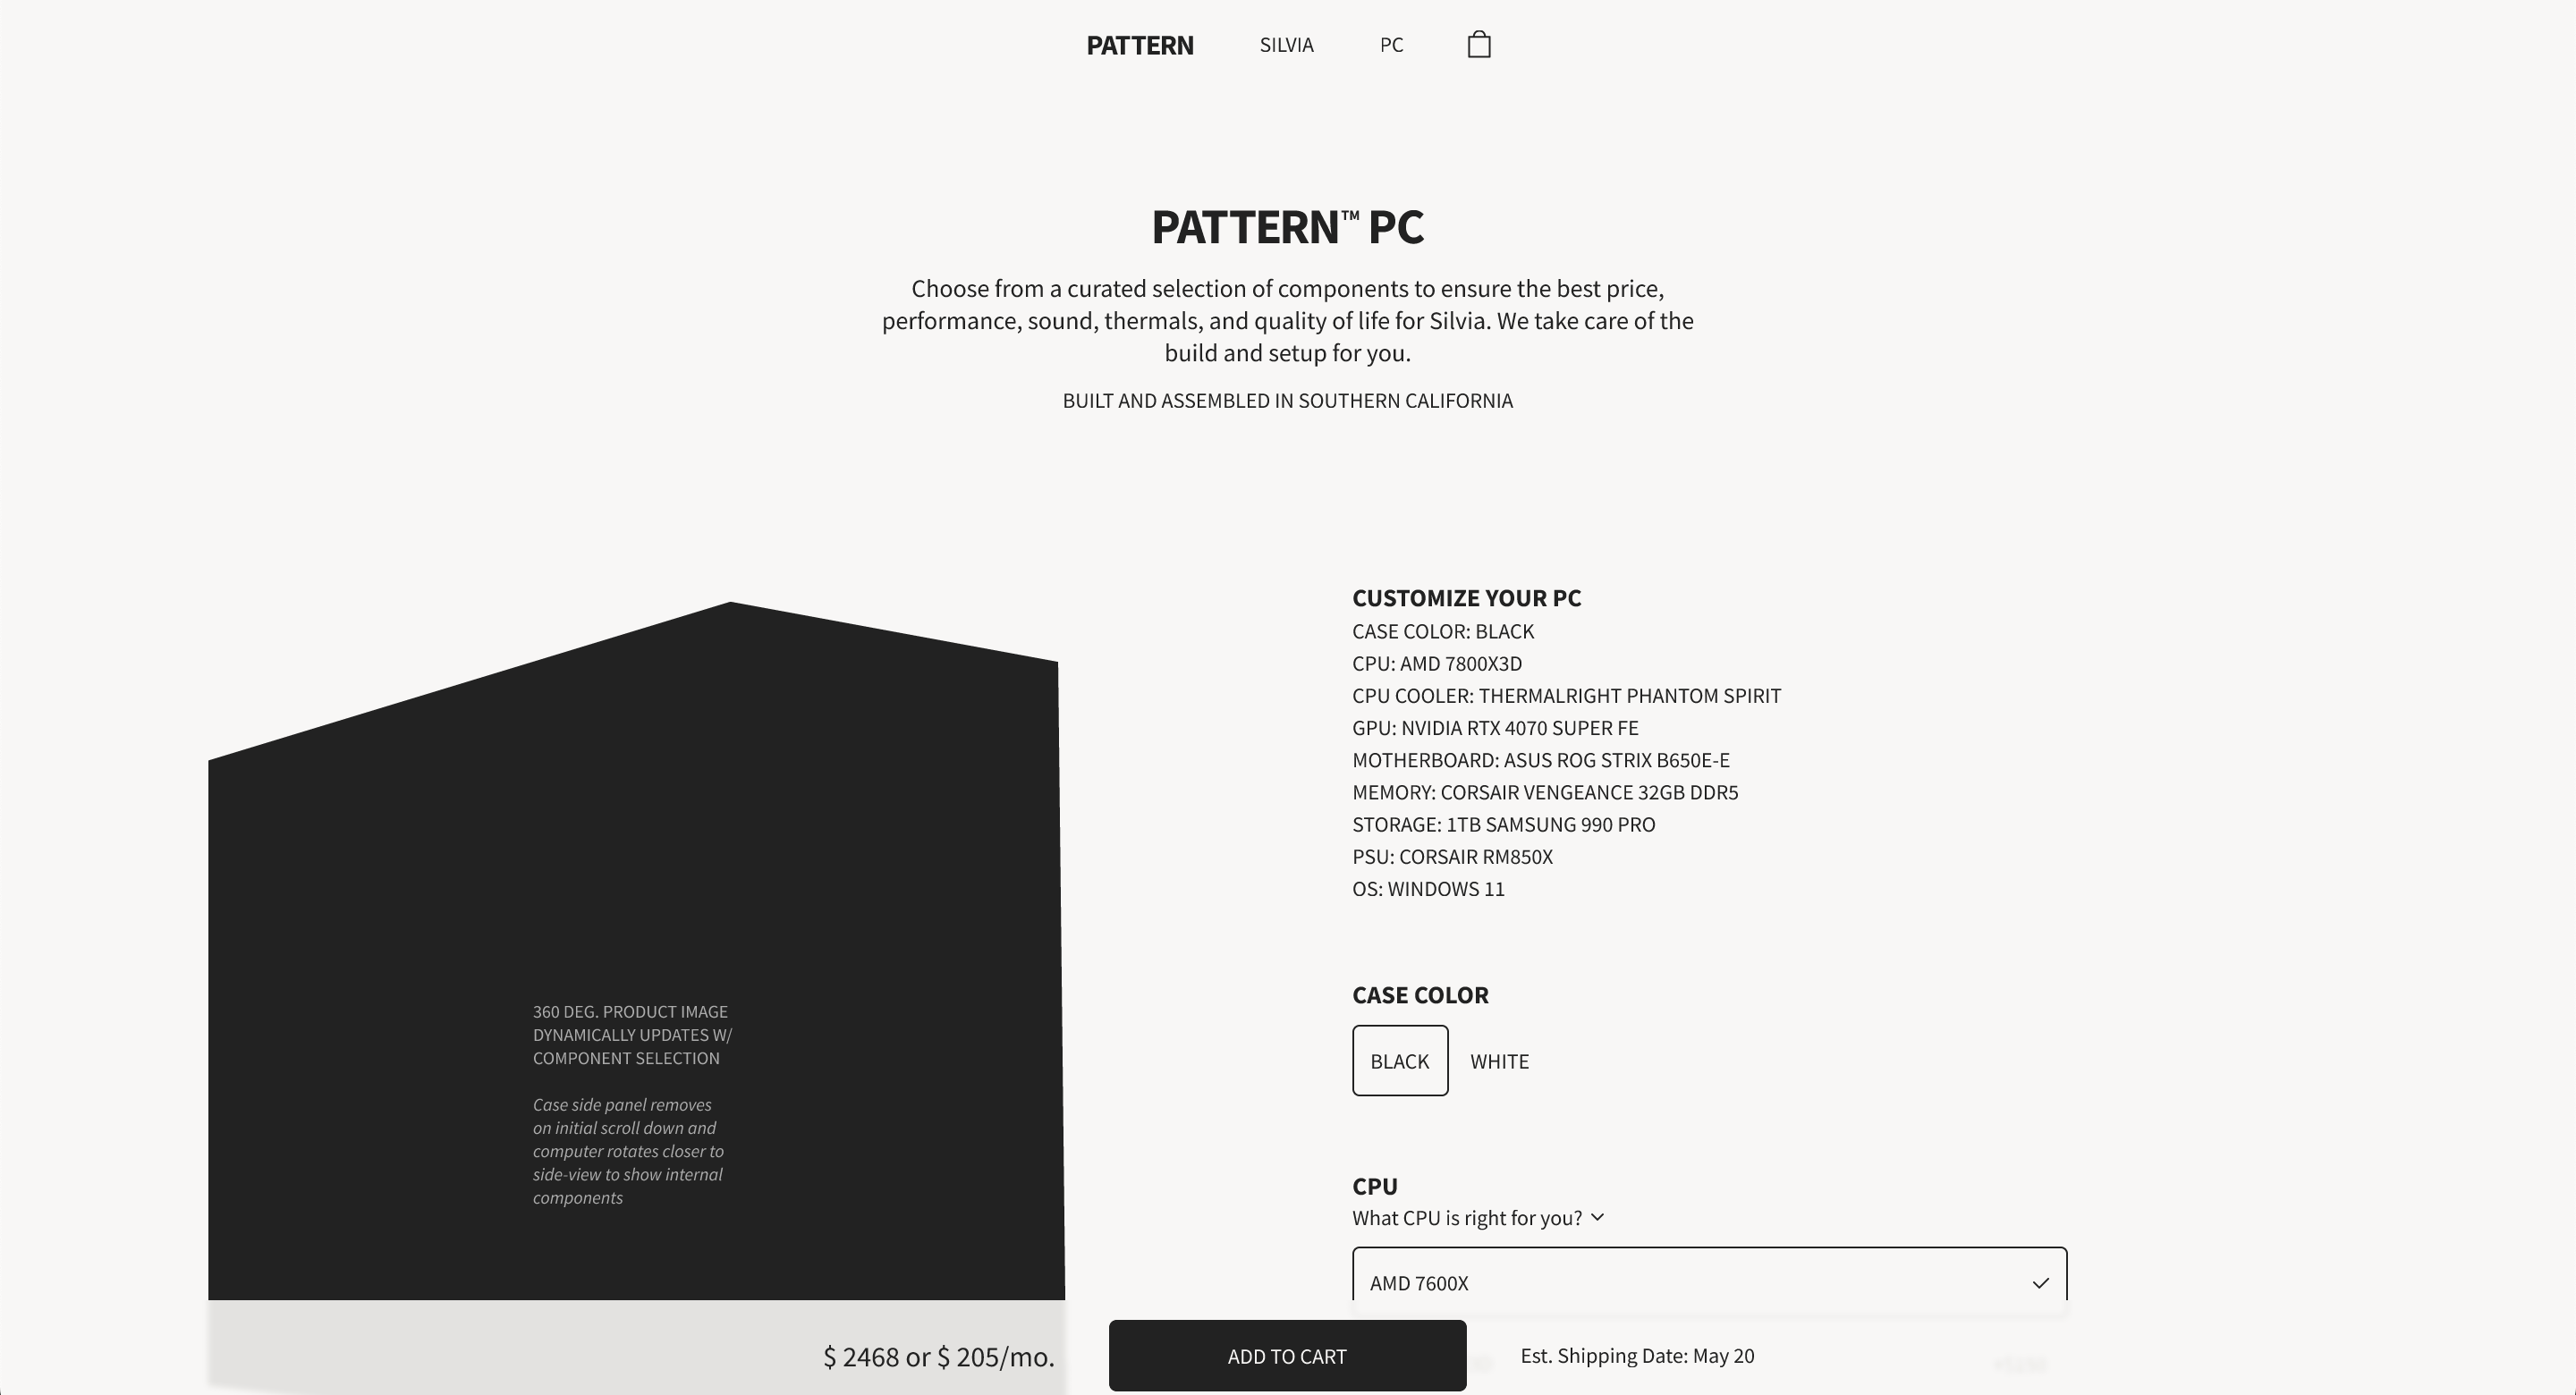 PATTERN SILVIA PC
PATTERN™ PC
Choose from a curated selection of components to ensure the best price,
performance, sound, thermals, and quality of life for Silvia. We take care of the
build and setup for you.
BUILT AND ASSEMBLED IN SOUTHERN CALIFORNIA
360 DEG. PRODUCT IMAGE
DYNAMICALLY UPDATES W/
COMPONENT SELECTION
Case side panel removes
on initial scroll down and
computer rotates closer to
side-view to show internal
components
CUSTOMIZE YOUR PC
CASE COLOR: BLACK
CPU: AMD 7800X3D
CPU COOLER: THERMALRIGHT PHANTOM SPIRIT
GPU: NVIDIA RTX 4070 SUPER FE
MOTHERBOARD: ASUS ROG STRIX B650E-E
MEMORY: CORSAIR VENGEANCE 32GB DDR5
STORAGE: 1TB SAMSUNG 990 PRO
PSU: CORSAIR RM850X
OS: WINDOWS 11
CASE COLOR
BLACK WHITE
CPU
What CPU is right for you?
AMD 7600X
$ 2468 or $ 205/mo. ADD TO CART Est. Shipping Date: May 20